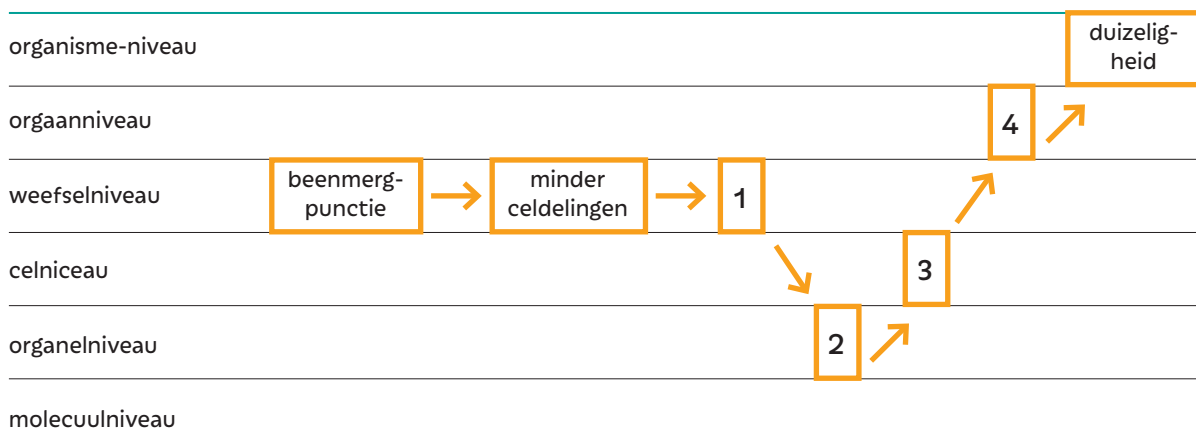 organisme-niveau
duizelig-
heid
orgaanniveau
4
weefselniveau
beenmerg-
punctie
minder
celdelingen
1
celniceau
3
organelniveau
2
molecuulniveau